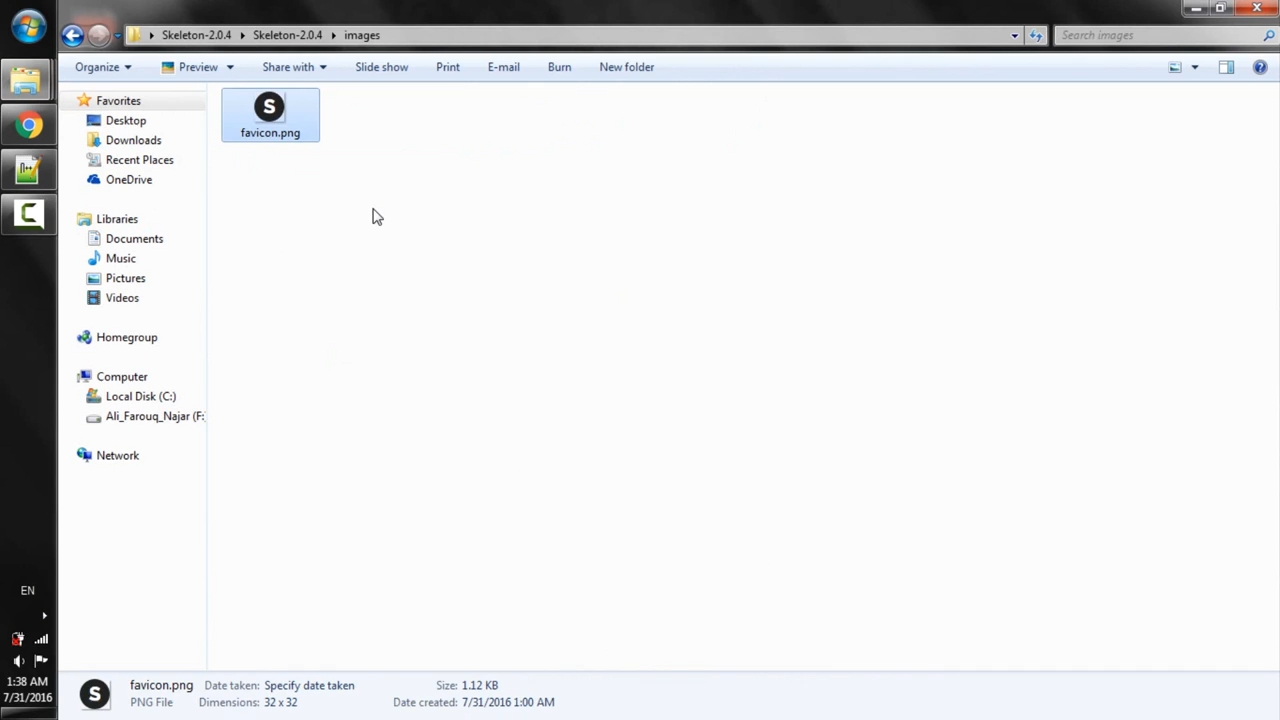 Skeleton-2.0.4 Skeleton-2.0.4 images
Search images
Organize Preview Share with Slide show Print E-mail Burn New folder
Favorites
Desktop
Downloads
Recent Places
OneDrive
Libraries
Documents
Music
Pictures
Videos
Homegroup
Computer
Local Disk (C:)
Ali_Farouq_Najar (F:
Network
S
favicon.png
EN
1:38 AM
7/31/2016
S
favicon.png Date taken: Specify date taken Size: 1.12 KB
PNG File Dimensions: 32 x 32 Date created: 7/31/2016 1:00 AM